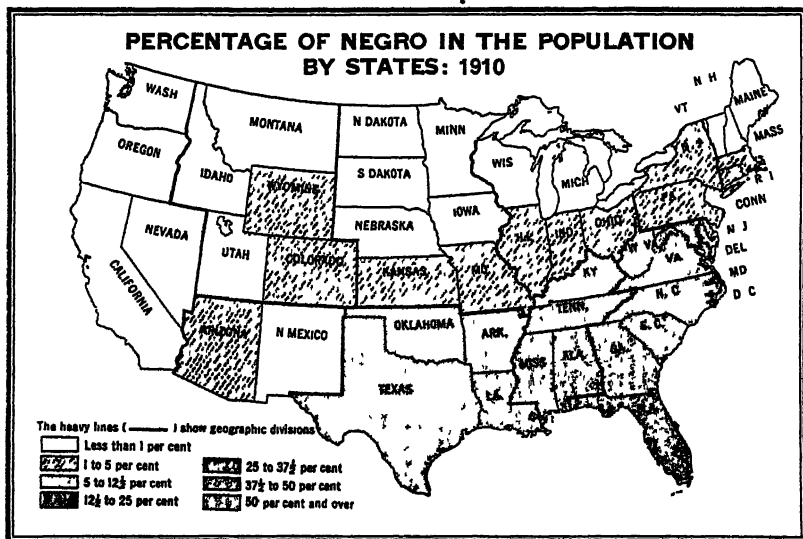 PERCENTAGE OF NEGRO IN THE POPULATION
BY STATES: 1910
N H
WASH
MAINE
VT
MONTANA
N DAKOTA
MINN
MASS
OREGON
WIS
IDAHO
S DAKOTA
R I
WYOMING
MICH
CONN
IOWA
N J
NEBRASKA
NEVADA
ILL
IND
OHIO
DEL
UTAH
W V
COLORADO
KANSAS
MO.
VA
MD
KY
CALIFORNIA
N. C
D C
TENN.
ARIZONA
N MEXICO
OKLAHOMA
ARK.
S. C.
MISS
ALA.
GA.
TEXAS
LA.
The heavy lines ( ——— ) show geographic divisions
Less than 1 per cent
1 to 5 per cent
25 to 37½ per cent
5 to 12½ per cent
37½ to 50 per cent
12½ to 25 per cent
50 per cent and over